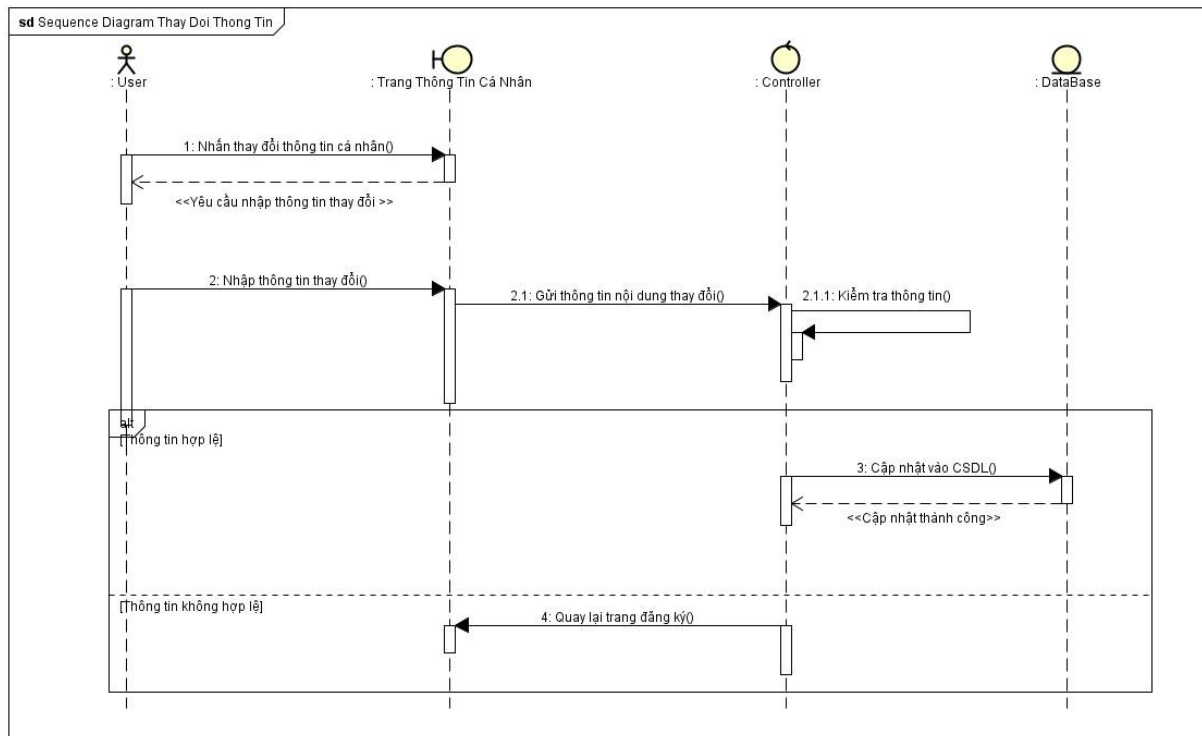 sd Sequence Diagram Thay Doi Thong Tin
: User
: Trang Thông Tin Cá Nhân
: Controller
: DataBase
1: Nhấn thay đổi thông tin cá nhân()
<<Yêu cầu nhập thông tin thay đổi >>
2: Nhập thông tin thay đổi()
2.1: Gửi thông tin nội dung thay đổi()
2.1.1: Kiểm tra thông tin()
alt
[Thông tin hợp lệ]
3: Cập nhật vào CSDL()
<<Cập nhật thành công>>
[Thông tin không hợp lệ]
4: Quay lại trang đăng ký()